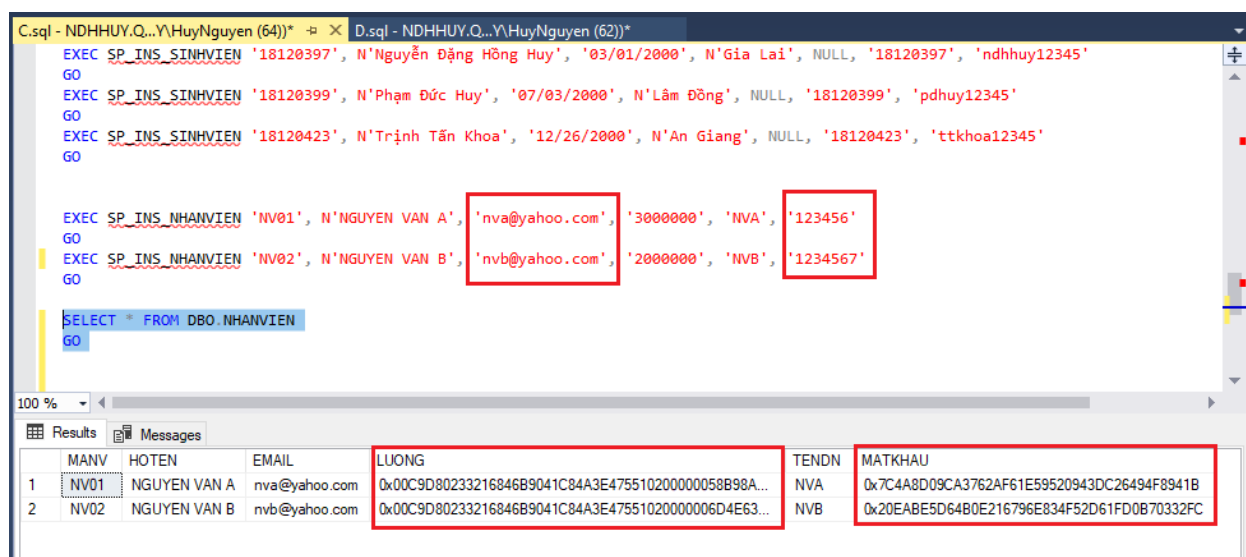 C.sql - NDHHUY.Q...Y\HuyNguyen (64))* D.sql - NDHHUY.Q...Y\HuyNguyen (62))*
EXEC SP_INS_SINHVIEN '18120397', N'Nguyễn Đặng Hồng Huy', '03/01/2000', N'Gia Lai', NULL, '18120397', 'ndhhuy12345'
GO
EXEC SP_INS_SINHVIEN '18120399', N'Phạm Đức Huy', '07/03/2000', N'Lâm Đồng', NULL, '18120399', 'pdhuy12345'
GO
EXEC SP_INS_SINHVIEN '18120423', N'Trịnh Tấn Khoa', '12/26/2000', N'An Giang', NULL, '18120423', 'ttkhoa12345'
GO
EXEC SP_INS_NHANVIEN 'NV01', N'NGUYEN VAN A', 'nva@yahoo.com', '3000000', 'NVA', '123456'
GO
EXEC SP_INS_NHANVIEN 'NV02', N'NGUYEN VAN B', 'nvb@yahoo.com', '2000000', 'NVB', '1234567'
GO
SELECT * FROM DBO.NHANVIEN
GO
100 %
Results Messages
MANV HOTEN EMAIL LUONG TENDN MATKHAU
1 NV01 NGUYEN VAN A nva@yahoo.com 0x00C9D80233216846B9041C84A3E475510200000058B98A... NVA 0x7C4A8D09CA3762AF61E59520943DC26494F8941B
2 NV02 NGUYEN VAN B nvb@yahoo.com 0x00C9D80233216846B9041C84A3E47551020000006D4E63... NVB 0x20EABE5D64B0E216796E834F52D61FD0B70332FC